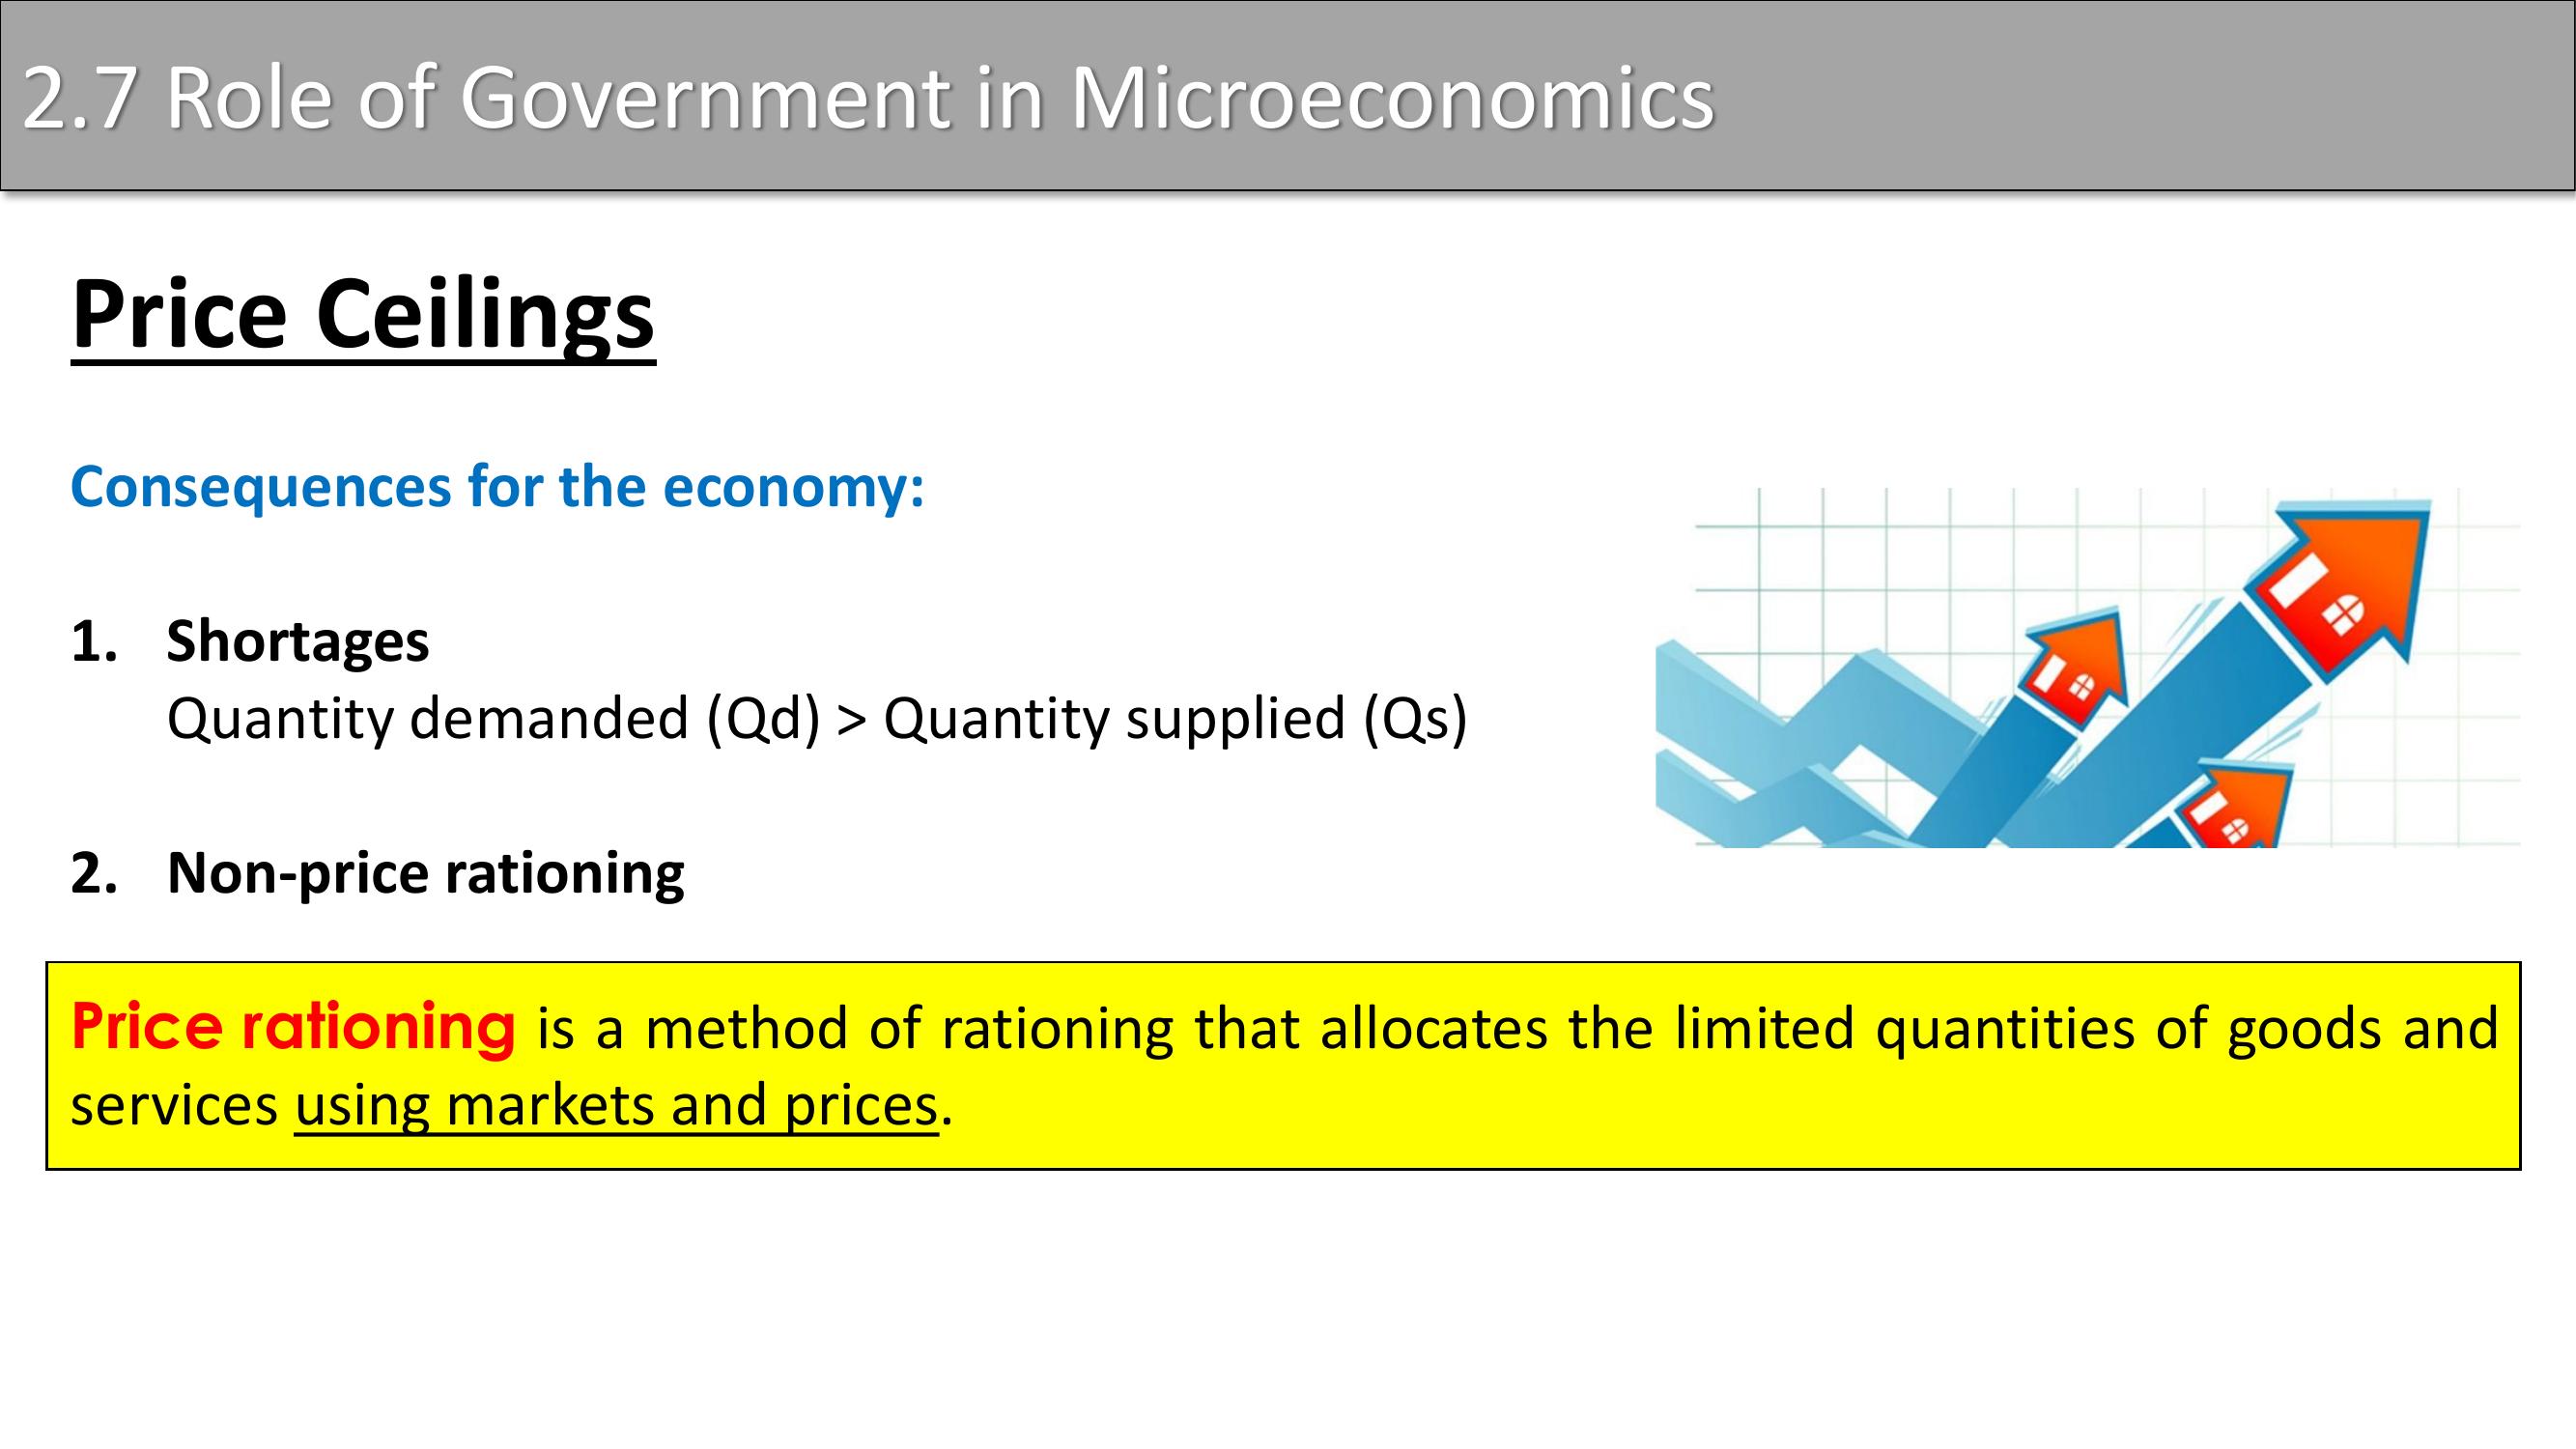 2.7 Role of Government in Microeconomics
Price Ceilings
Consequences for the economy:
1. Shortages
Quantity demanded (Qd) > Quantity supplied (Qs)
2. Non-price rationing
Price rationing is a method of rationing that allocates the limited quantities of goods and
services using markets and prices.